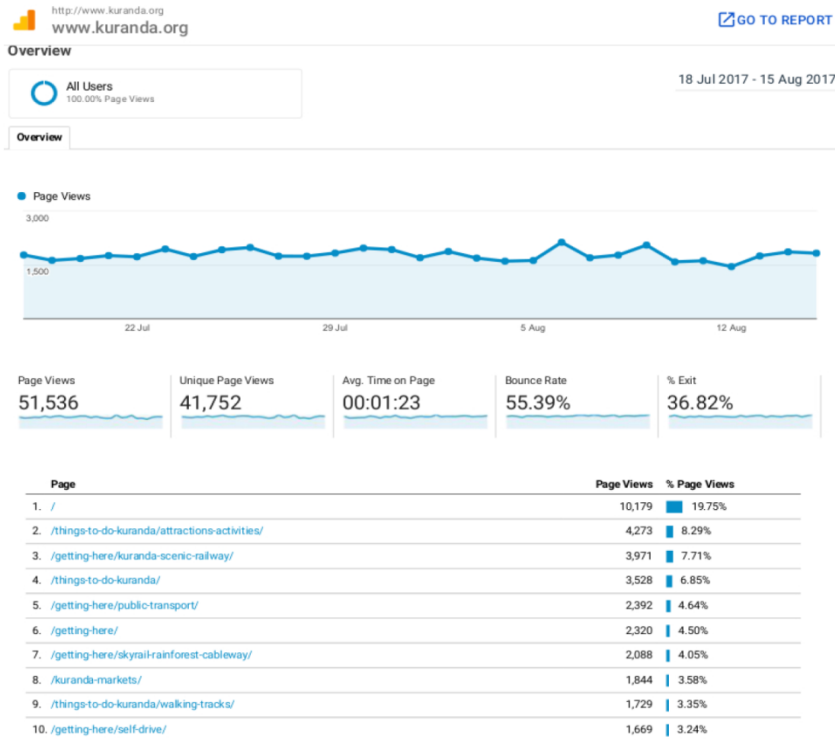 http://www.kuranda.org
www.kuranda.org
GO TO REPORT
Overview
All Users
100.00% Page Views
18 Jul 2017 - 15 Aug 2017
Overview
Page Views
3,000
1,500
22 Jul 29 Jul 5 Aug 12 Aug
Page Views Unique Page Views Avg. Time on Page Bounce Rate % Exit
51,536 41,752 00:01:23 55.39% 36.82%
Page Page Views % Page Views
1. / 10,179 19.75%
2. /things-to-do-kuranda/attractions-activities/ 4,273 8.29%
3. /getting-here/kuranda-scenic-railway/ 3,971 7.71%
4. /things-to-do-kuranda/ 3,528 6.85%
5. /getting-here/public-transport/ 2,392 4.64%
6. /getting-here/ 2,320 4.50%
7. /getting-here/skyrail-rainforest-cableway/ 2,088 4.05%
8. /kuranda-markets/ 1,844 3.58%
9. /things-to-do-kuranda/walking-tracks/ 1,729 3.35%
10. /getting-here/self-drive/ 1,669 3.24%